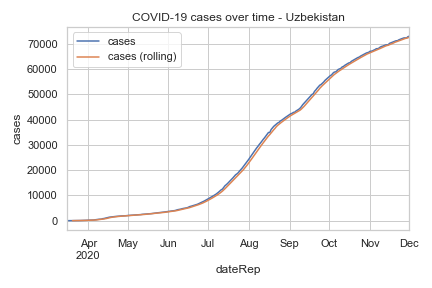 COVID-19 cases over time - Uzbekistan
cases
cases (rolling)
70000
60000
50000
40000
30000
20000
10000
0
cases
Apr May Jun Jul Aug Sep Oct Nov Dec
2020
dateRep